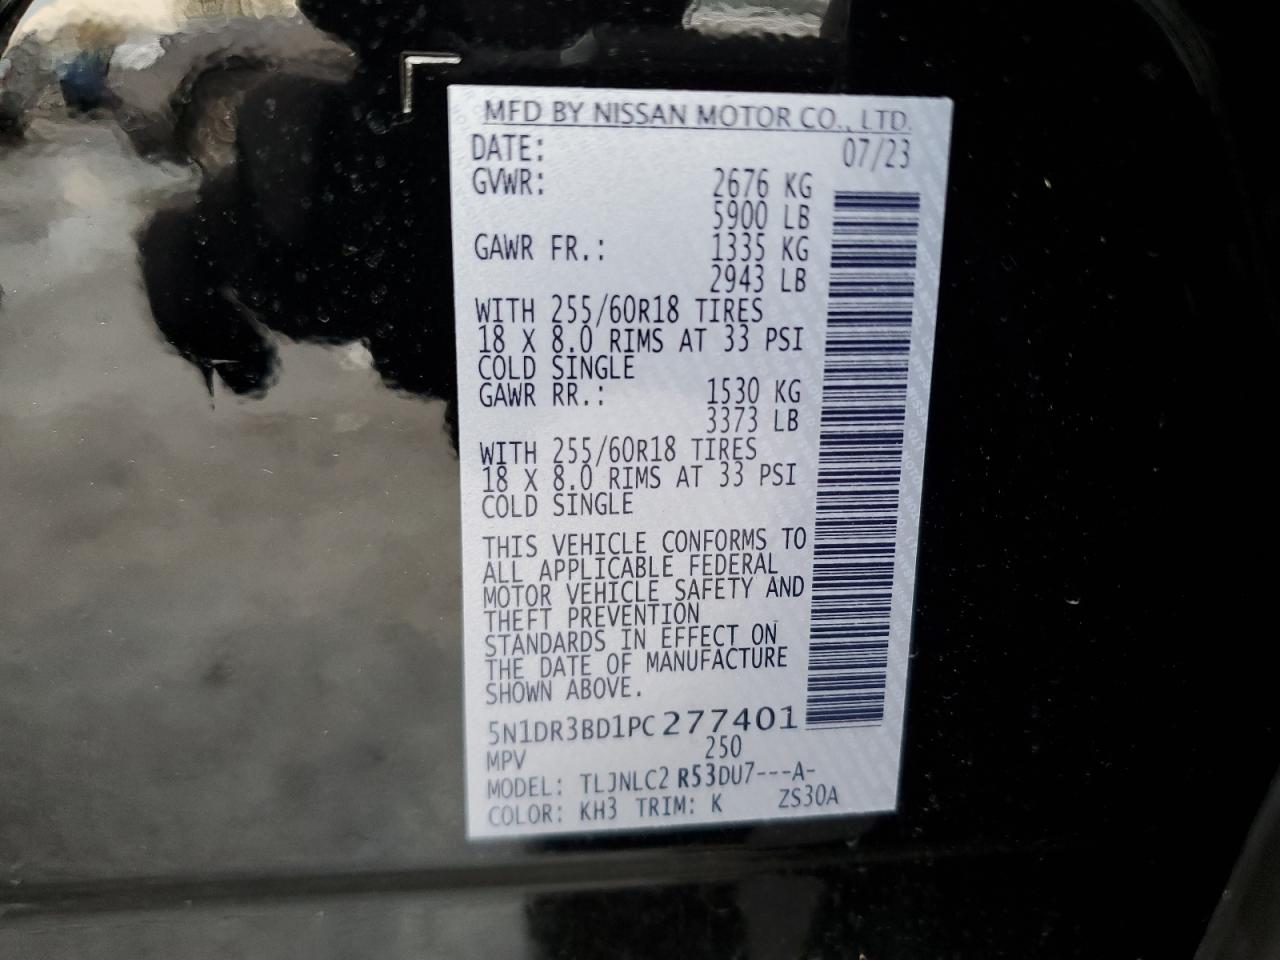 MFD BY NISSAN MOTOR CO., LTD.
DATE: 07/23
GVWR: 2676 KG
5900 LB
GAWR FR.: 1335 KG
2943 LB
WITH 255/60R18 TIRES
18 X 8.0 RIMS AT 33 PSI
COLD SINGLE
GAWR RR.: 1530 KG
3373 LB
WITH 255/60R18 TIRES
18 X 8.0 RIMS AT 33 PSI
COLD SINGLE
THIS VEHICLE CONFORMS TO
ALL APPLICABLE FEDERAL
MOTOR VEHICLE SAFETY AND
THEFT PREVENTION
STANDARDS IN EFFECT ON
THE DATE OF MANUFACTURE
SHOWN ABOVE.
5N1DR3BD1PC277401
MPV 250
MODEL: TLJNLC2 R53DU7---A-
COLOR: KH3 TRIM: K ZS30A